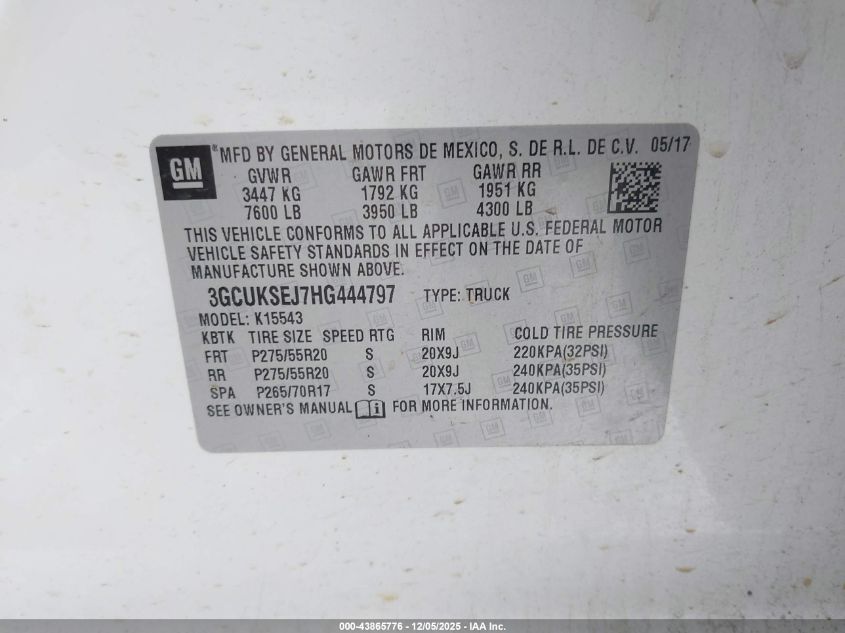 GM ®MFD BY GENERAL MOTORS DE MEXICO, S. DE R.L. DE C.V. 05/17
GVWR GAWR FRT GAWR RR
3447 KG 1792 KG 1951 KG
7600 LB 3950 LB 4300 LB
THIS VEHICLE CONFORMS TO ALL APPLICABLE U.S. FEDERAL MOTOR
VEHICLE SAFETY STANDARDS IN EFFECT ON THE DATE OF
MANUFACTURE SHOWN ABOVE.
3GCUKSEJ7HG444797 TYPE: TRUCK
MODEL: K15543
KBTK TIRE SIZE SPEED RTG RIM COLD TIRE PRESSURE
FRT P275/55R20 S 20X9J 220KPA(32PSI)
RR P275/55R20 S 20X9J 240KPA(35PSI)
SPA P265/70R17 S 17X7.5J 240KPA(35PSI)
SEE OWNER'S MANUAL FOR MORE INFORMATION.
000-43865776 - 12/05/2025 - IAA Inc.